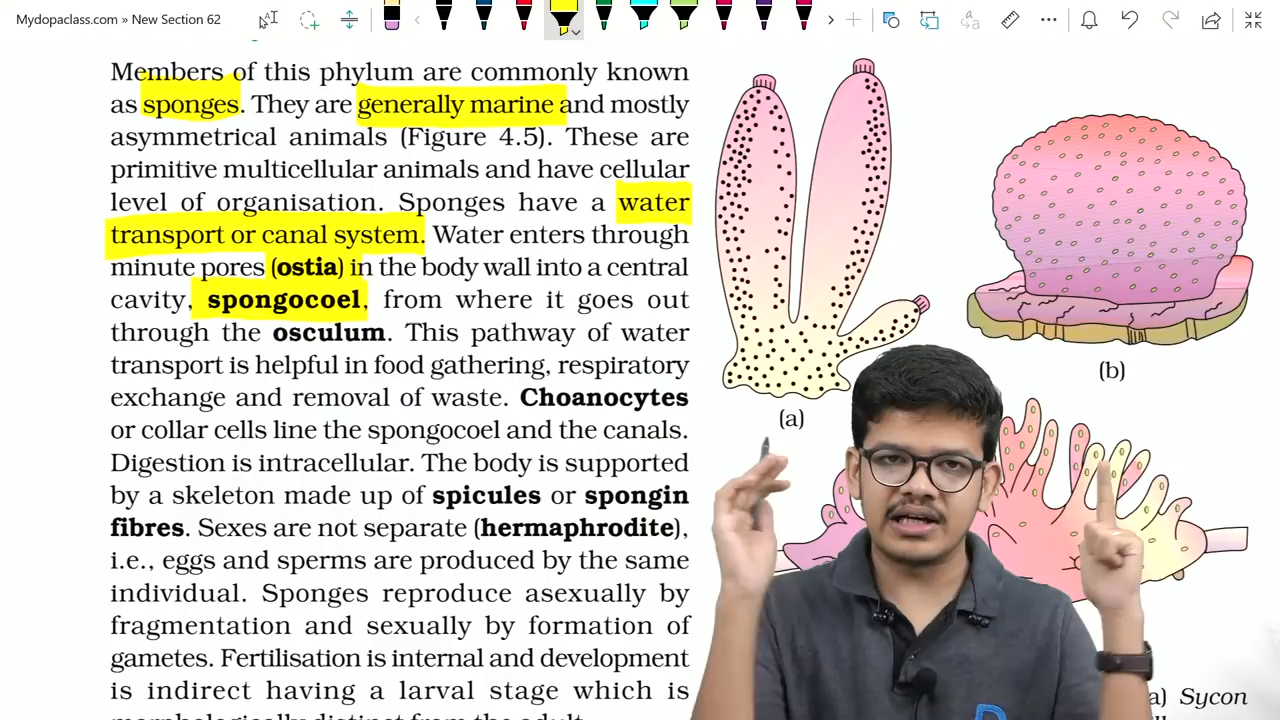 Mydopaclass.com » New Section 62
Members of this phylum are commonly known
as sponges. They are generally marine and mostly
asymmetrical animals (Figure 4.5). These are
primitive multicellular animals and have cellular
level of organisation. Sponges have a water
transport or canal system. Water enters through
minute pores (ostia) in the body wall into a central
cavity, spongocoel, from where it goes out
through the osculum. This pathway of water
transport is helpful in food gathering, respiratory
exchange and removal of waste. Choanocytes
or collar cells line the spongocoel and the canals.
Digestion is intracellular. The body is supported
by a skeleton made up of spicules or spongin
fibres. Sexes are not separate (hermaphrodite),
i.e., eggs and sperms are produced by the same
individual. Sponges reproduce asexually by
fragmentation and sexually by formation of
gametes. Fertilisation is internal and development
is indirect having a larval stage which is
morphologically distinct from the adult.
(a)
(b)
a) Sycon